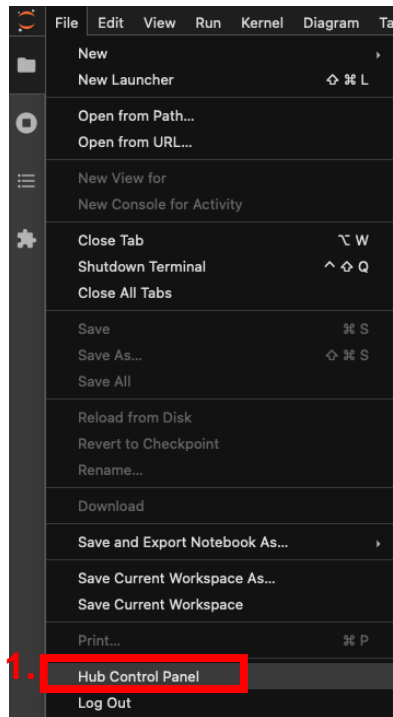 File Edit View Run Kernel Diagram Ta
New
New Launcher ⇧ ⌘ L
Open from Path...
Open from URL...
New View for
New Console for Activity
Close Tab ⌥ W
Shutdown Terminal ^ ⇧ Q
Close All Tabs
Save ⌘ S
Save As... ⇧ ⌘ S
Save All
Reload from Disk
Revert to Checkpoint
Rename...
Download
Save and Export Notebook As...
Save Current Workspace As...
Save Current Workspace
Print... ⌘ P
1. Hub Control Panel
Log Out